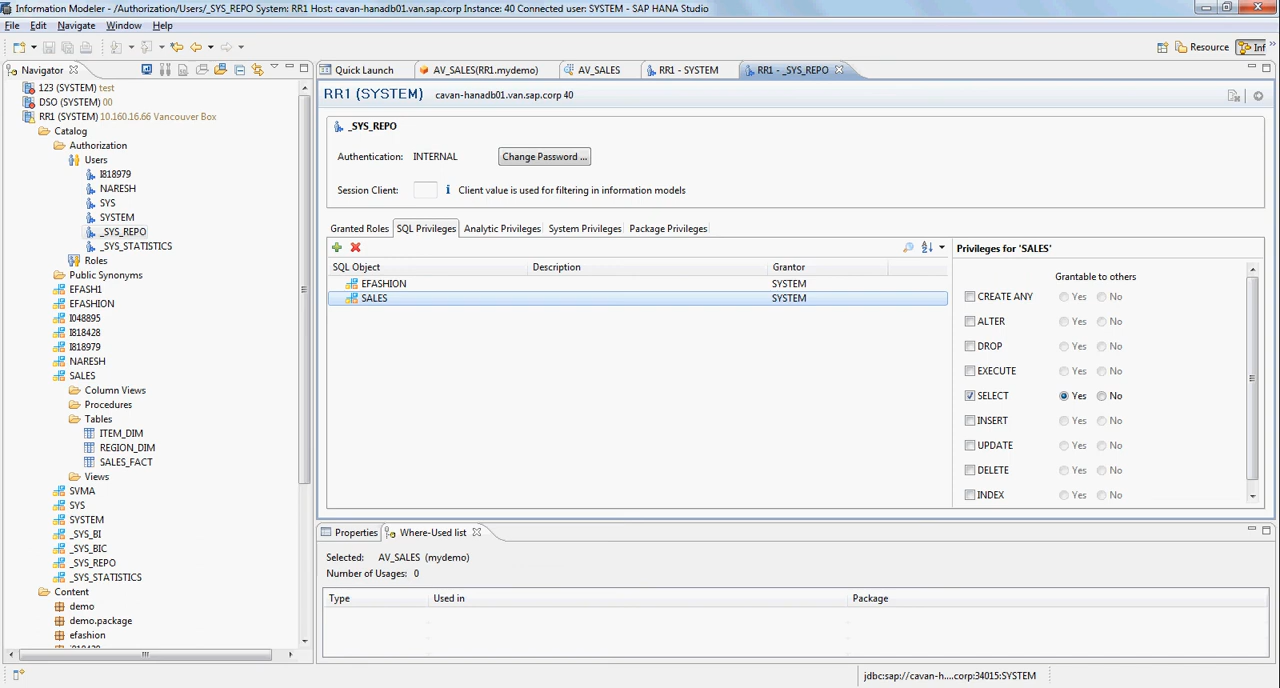 Information Modeler - /Authorization/Users/_SYS_REPO System: RR1 Host: cavan-hanadb01.van.sap.corp Instance: 40 Connected user: SYSTEM - SAP HANA Studio
File Edit Navigate Window Help
Resource Inf
Navigator
123 (SYSTEM) test
DSO (SYSTEM) 00
RR1 (SYSTEM) 10.160.16.66 Vancouver Box
Catalog
Authorization
Users
I818979
NARESH
SYS
SYSTEM
_SYS_REPO
_SYS_STATISTICS
Roles
Public Synonyms
EFASH1
EFASHION
I048895
I818428
I818979
NARESH
SALES
Column Views
Procedures
Tables
ITEM_DIM
REGION_DIM
SALES_FACT
Views
SVMA
SYS
SYSTEM
_SYS_BI
_SYS_BIC
_SYS_REPO
_SYS_STATISTICS
Content
demo
demo.package
efashion
Quick Launch AV_SALES(RR1.mydemo) AV_SALES RR1 - SYSTEM RR1 - _SYS_REPO
RR1 (SYSTEM) cavan-hanadb01.van.sap.corp 40
_SYS_REPO
Authentication: INTERNAL Change Password ...
Session Client: i Client value is used for filtering in information models
Granted Roles SQL Privileges Analytic Privileges System Privileges Package Privileges
SQL Object Description Grantor
EFASHION SYSTEM
SALES SYSTEM
Privileges for 'SALES'
Grantable to others
CREATE ANY Yes No
ALTER Yes No
DROP Yes No
EXECUTE Yes No
SELECT Yes No
INSERT Yes No
UPDATE Yes No
DELETE Yes No
INDEX Yes No
Properties Where-Used list
Selected: AV_SALES (mydemo)
Number of Usages: 0
Type Used in Package
jdbc:sap://cavan-h....corp:34015:SYSTEM